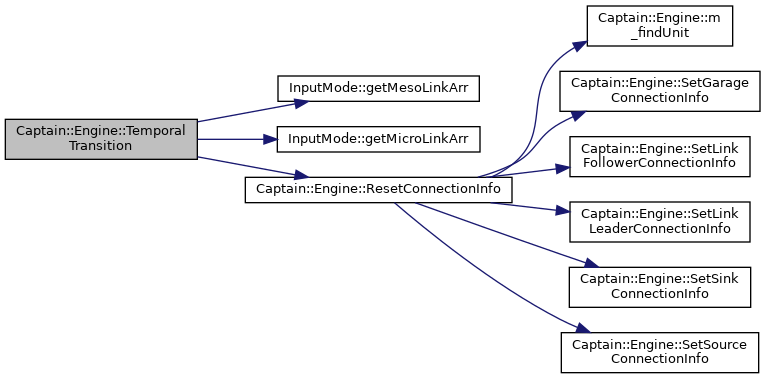 Captain::Engine::Temporal
Transition
InputMode::getMesoLinkArr
InputMode::getMicroLinkArr
Captain::Engine::ResetConnectionInfo
Captain::Engine::m
_findUnit
Captain::Engine::SetGarage
ConnectionInfo
Captain::Engine::SetLink
FollowerConnectionInfo
Captain::Engine::SetLink
LeaderConnectionInfo
Captain::Engine::SetSink
ConnectionInfo
Captain::Engine::SetSource
ConnectionInfo